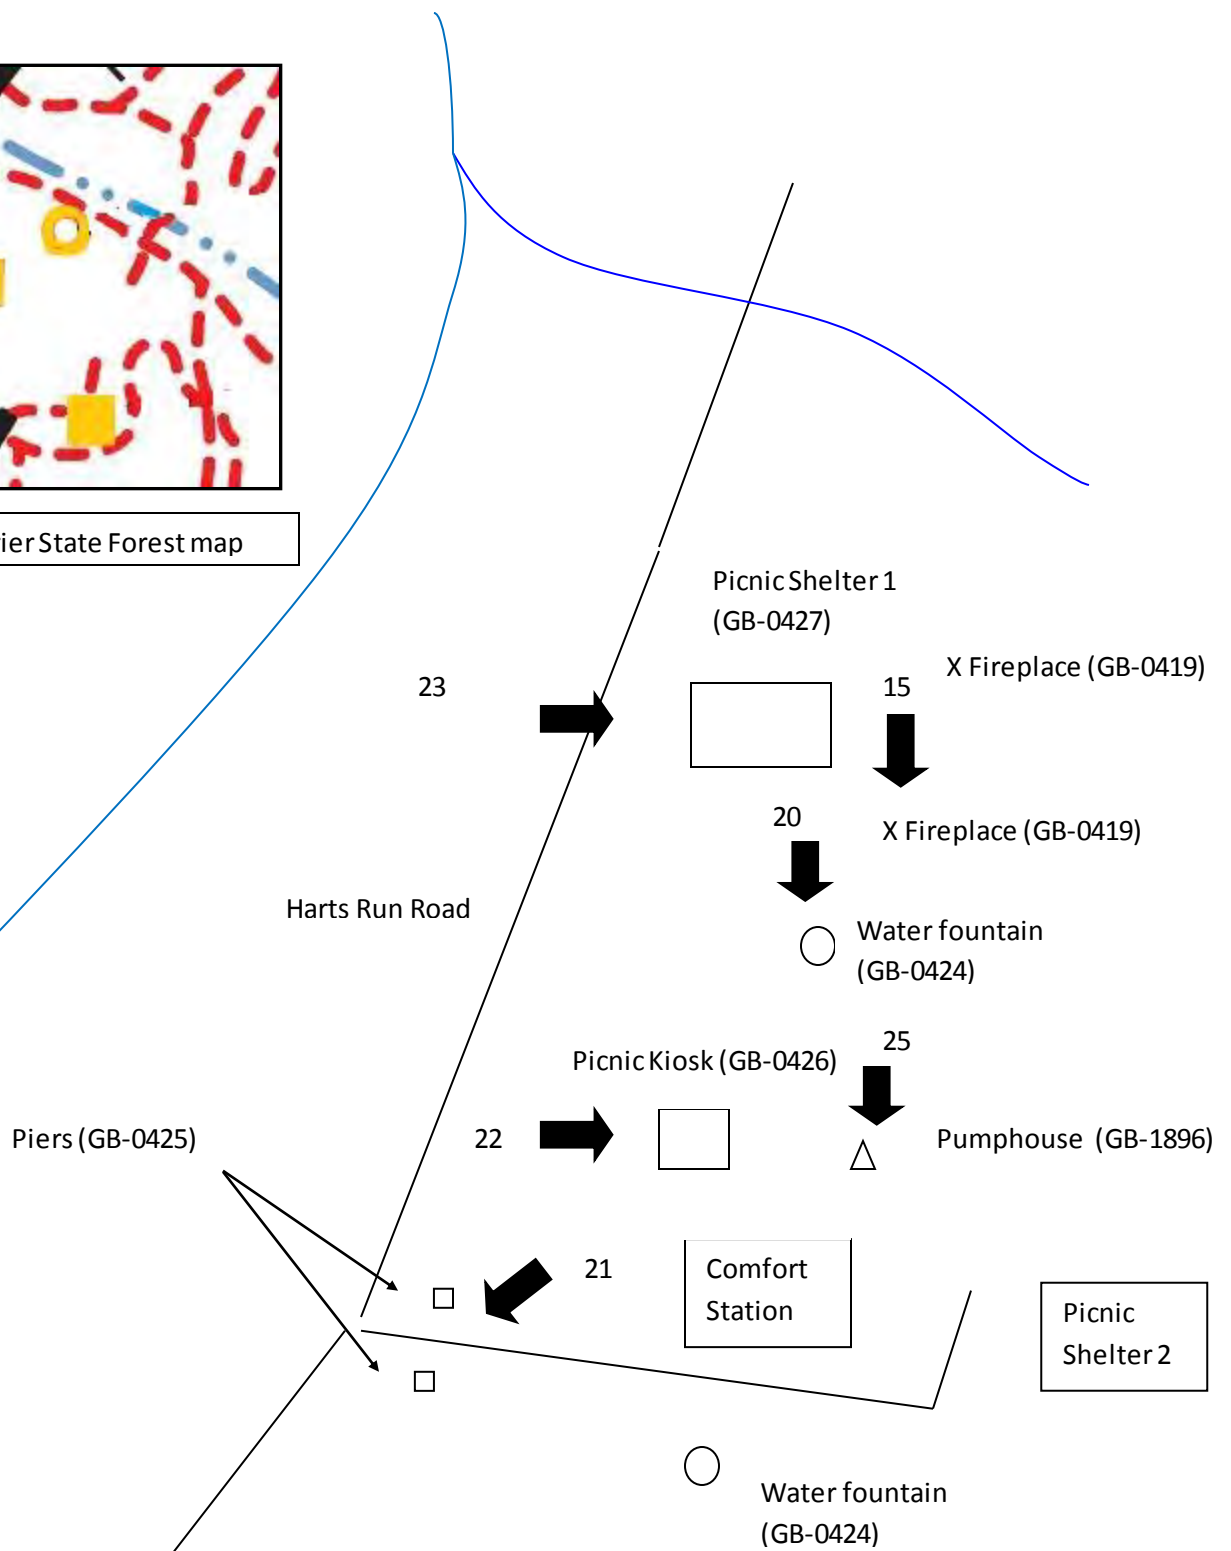 ier State Forest map
Picnic Shelter 1
(GB-0427)
X Fireplace (GB-0419)
23
15
20
X Fireplace (GB-0419)
Harts Run Road
Water fountain
(GB-0424)
25
Picnic Kiosk (GB-0426)
Piers (GB-0425)
22
Pumphouse (GB-1896)
21
Comfort
Station
Picnic
Shelter 2
Water fountain
(GB-0424)